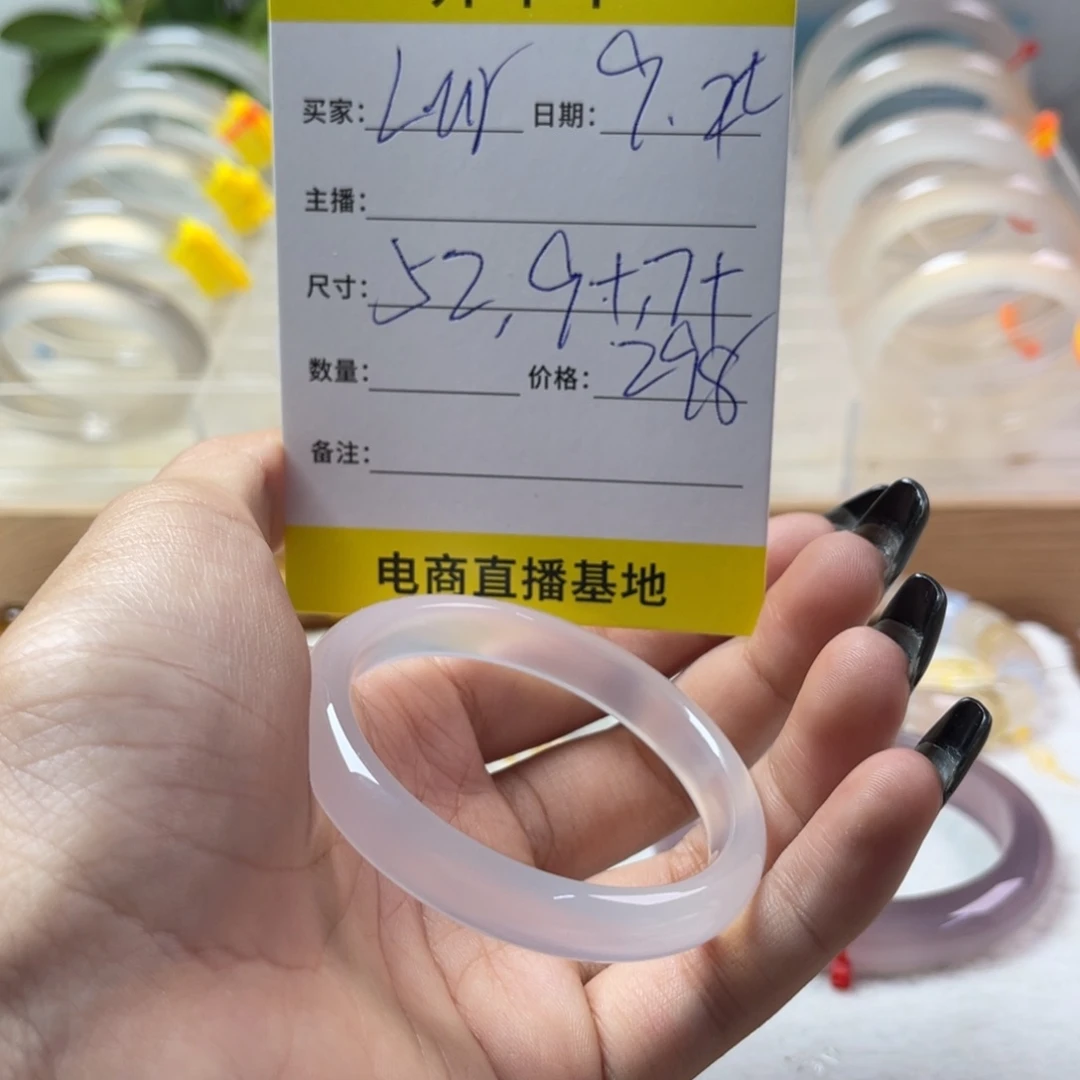 买家： 日期：9.
主播：
尺寸：52,9+,7+
数量： 价格：298
备注：
电商直播基地